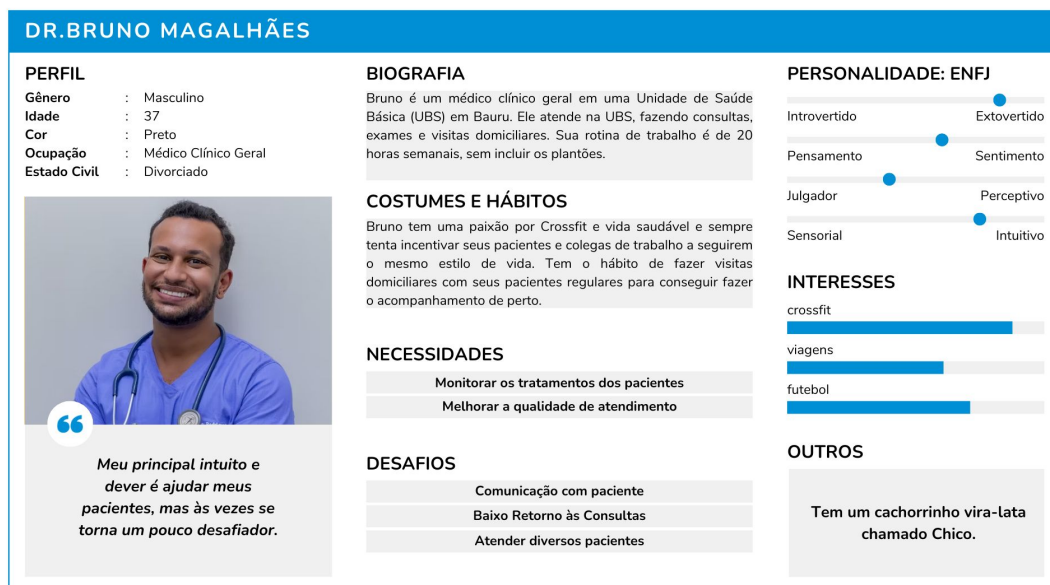 DR.BRUNO MAGALHÃES
PERFIL
Gênero : Masculino
Idade : 37
Cor : Preto
Ocupação : Médico Clínico Geral
Estado Civil : Divorciado
“
Meu principal intuito e
dever é ajudar meus
pacientes, mas às vezes se
torna um pouco desafiador.
BIOGRAFIA
Bruno é um médico clínico geral em uma Unidade de Saúde
Básica (UBS) em Bauru. Ele atende na UBS, fazendo consultas,
exames e visitas domiciliares. Sua rotina de trabalho é de 20
horas semanais, sem incluir os plantões.
COSTUMES E HÁBITOS
Bruno tem uma paixão por Crossfit e vida saudável e sempre
tenta incentivar seus pacientes e colegas de trabalho a seguirem
o mesmo estilo de vida. Tem o hábito de fazer visitas
domiciliares com seus pacientes regulares para conseguir fazer
o acompanhamento de perto.
NECESSIDADES
Monitorar os tratamentos dos pacientes
Melhorar a qualidade de atendimento
DESAFIOS
Comunicação com paciente
Baixo Retorno às Consultas
Atender diversos pacientes
PERSONALIDADE: ENFJ
Introvertido Extovertido
Pensamento Sentimento
Julgador Perceptivo
Sensorial Intuitivo
INTERESSES
crossfit
viagens
futebol
OUTROS
Tem um cachorrinho vira-lata
chamado Chico.